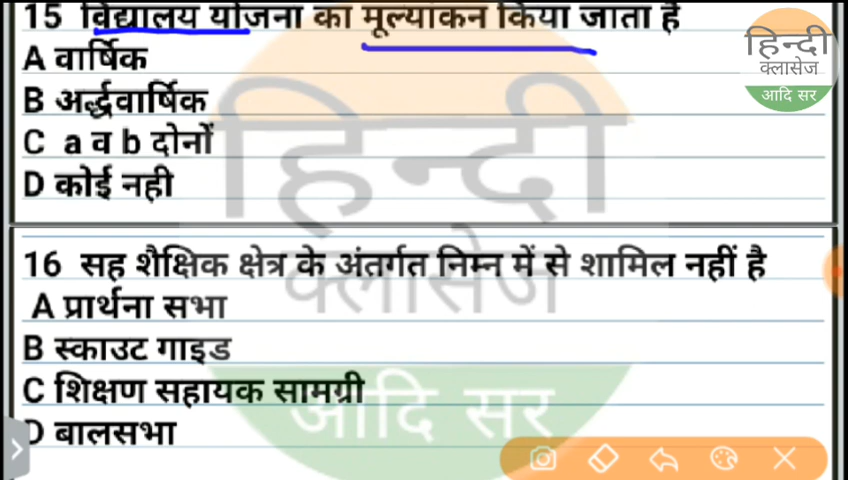 15 विद्यालय योजना का मूल्यांकन किया जाता है
A वार्षिक
B अर्द्धवार्षिक
C a व b दोनों
D कोई नही
16 सह शैक्षिक क्षेत्र के अंतर्गत निम्न में से शामिल नहीं है
A प्रार्थना सभा
B स्काउट गाइड
C शिक्षण सहायक सामग्री
D बालसभा
हिन्दी
क्लासेज
आदि सर
हिन्दी
क्लासेज
आदि सर